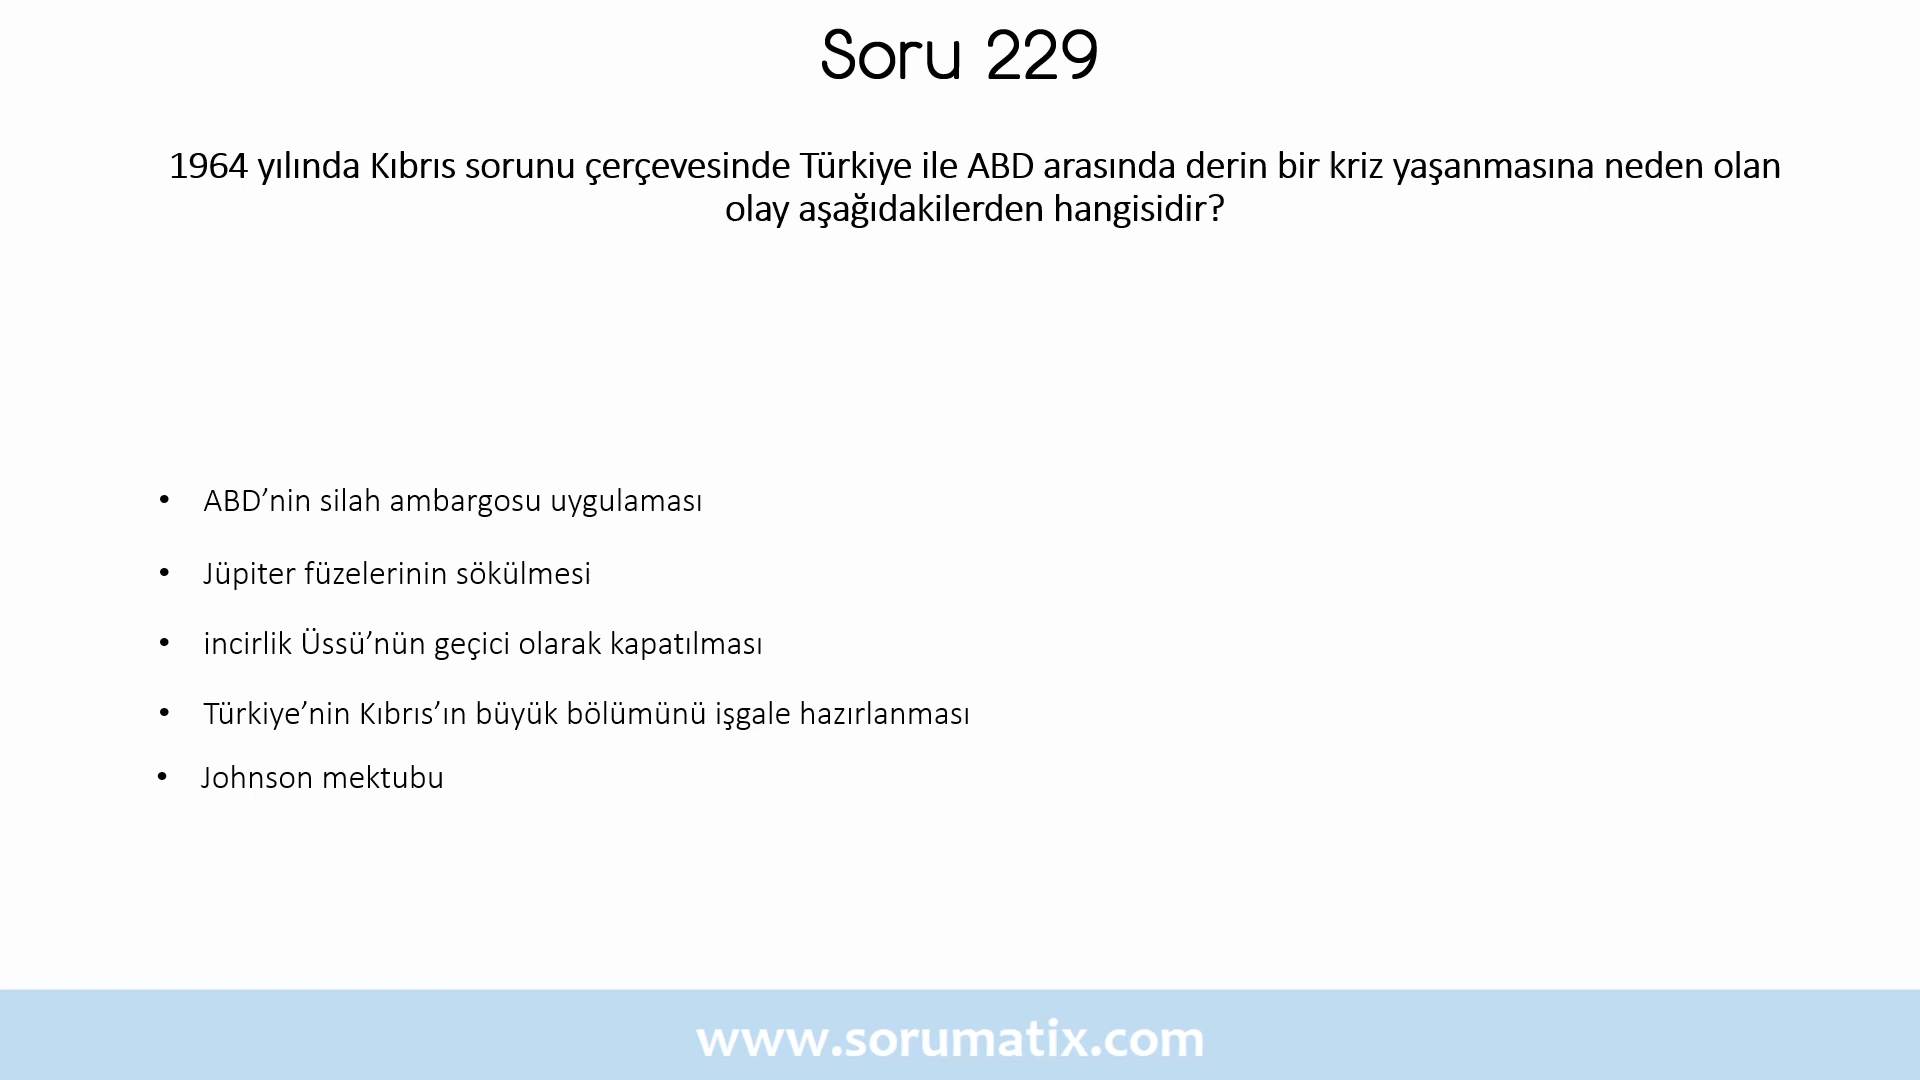 Soru 229
1964 yılında Kıbrıs sorunu çerçevesinde Türkiye ile ABD arasında derin bir kriz yaşanmasına neden olan
olay aşağıdakilerden hangisidir?
• ABD’nin silah ambargosu uygulaması
• Jüpiter füzelerinin sökülmesi
• incirlik Üssü’nün geçici olarak kapatılması
• Türkiye’nin Kıbrıs’ın büyük bölümünü işgale hazırlanması
• Johnson mektubu
www.sorumatix.com